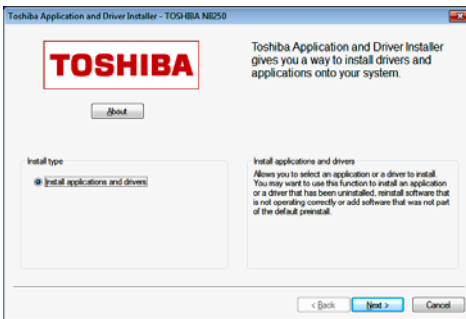 Toshiba Application and Driver Installer - TOSHIBA NB250
TOSHIBA
Toshiba Application and Driver Installer
gives you a way to install drivers and
applications onto your system.
About
Install type
Install applications and drivers
Install applications and drivers
Allows you to select an application or a driver to install.
You may want to use this function to install an application
or a driver that has been uninstalled, reinstall software that
is not operating correctly or add software that was not part
of the default preinstall.
< Back
Next >
Cancel